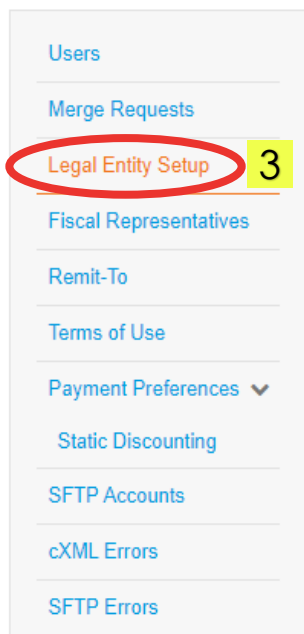 Users
Merge Requests
Legal Entity Setup 3
Fiscal Representatives
Remit-To
Terms of Use
Payment Preferences
Static Discounting
SFTP Accounts
cXML Errors
SFTP Errors